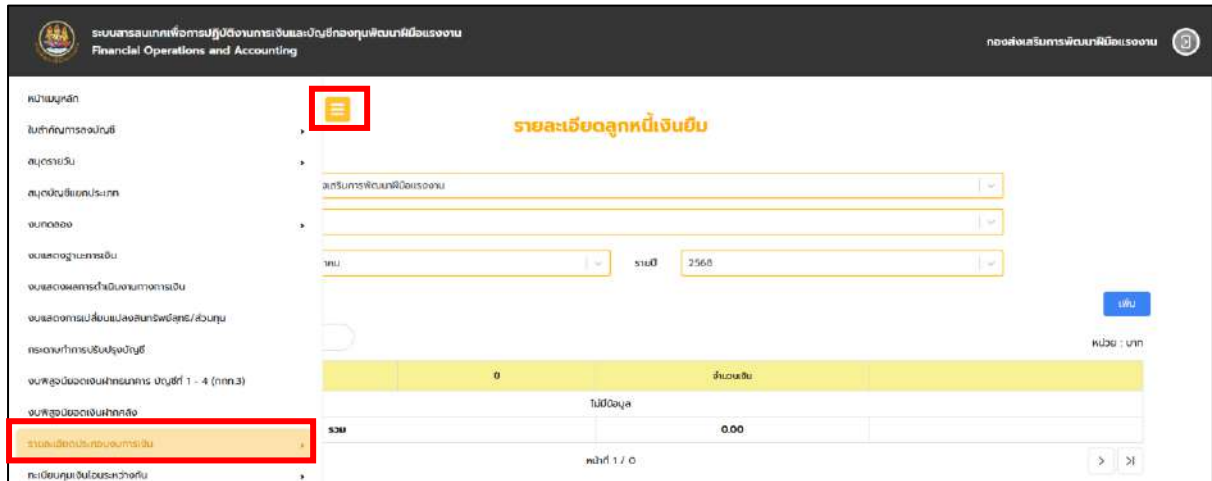 ระบบสารสนเทศเพื่อการปฏิบัติงานการเงินและบัญชีกองทุนพัฒนาฝีมือแรงงาน
Financial Operations and Accounting
กองส่งเสริมการพัฒนาฝีมือแรงงาน
หน้าเมนูหลัก
ใบสำคัญการลงบัญชี
รายละเอียดลูกหนี้เงินยืม
สมุดรายวัน
สมุดบัญชีแยกประเภท
งเสริมการพัฒนาฝีมือแรงงาน
งบทดลอง
งบแสดงฐานะการเงิน
าคม
รายปี
2568
งบแสดงผลการดำเนินงานทางการเงิน
งบแสดงการเปลี่ยนแปลงสินทรัพย์สุทธิ/ส่วนทุน
เพิ่ม
กระดาษทำการปรับปรุงบัญชี
หน่วย : บาท
งบพิสูจน์ยอดเงินฝากธนาคาร บัญชีที่ 1 - 4 (กกท.3)
ปี
จำนวนเงิน
งบพิสูจน์ยอดเงินฝากคลัง
ไม่มีข้อมูล
รายละเอียดประกอบงบการเงิน
รวม
0.00
หน้าที่ 1 / 0
ทะเบียนคุมเงินโอนระหว่างกัน